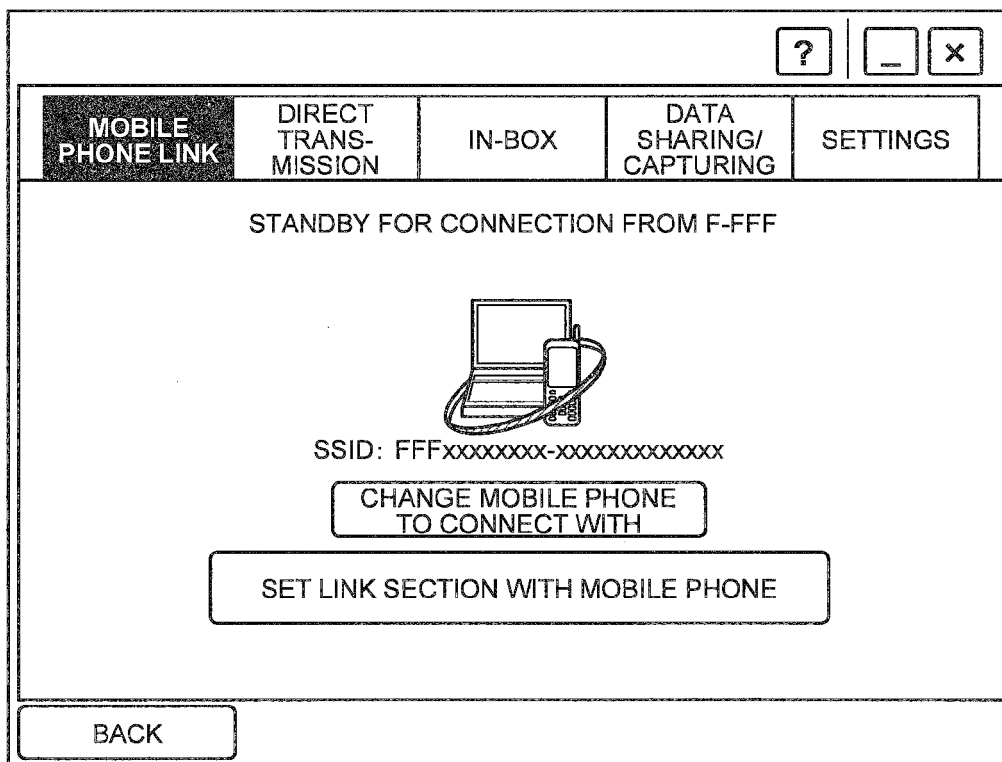 ? _ ×
MOBILE
PHONE LINK
DIRECT
TRANS-
MISSION
IN-BOX
DATA
SHARING/
CAPTURING
SETTINGS
STANDBY FOR CONNECTION FROM F-FFF
SSID: FFFxxxxxxxx-xxxxxxxxxxxxx
CHANGE MOBILE PHONE
TO CONNECT WITH
SET LINK SECTION WITH MOBILE PHONE
BACK